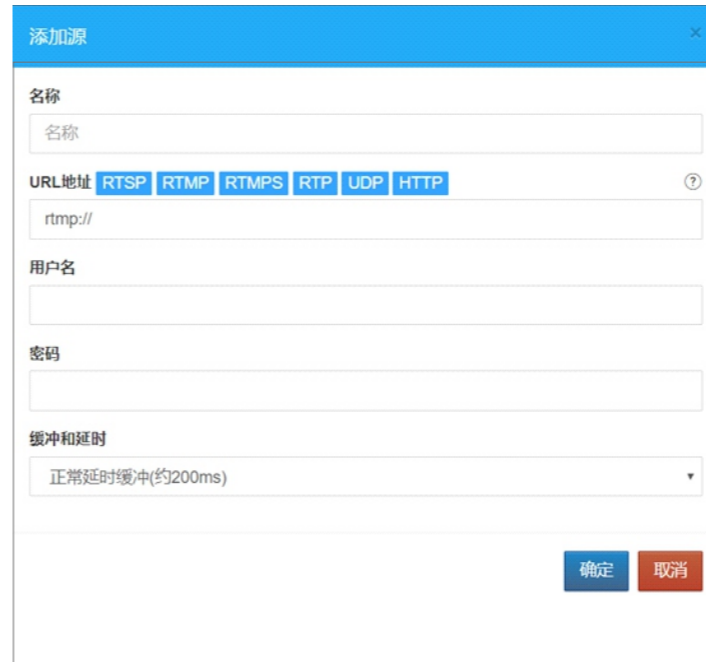 添加源 ×
名称
名称
URL地址 RTSP RTMP RTMPS RTP UDP HTTP ?
rtmp://
用户名
密码
缓冲和延时
正常延时缓冲(约200ms)
确定 取消